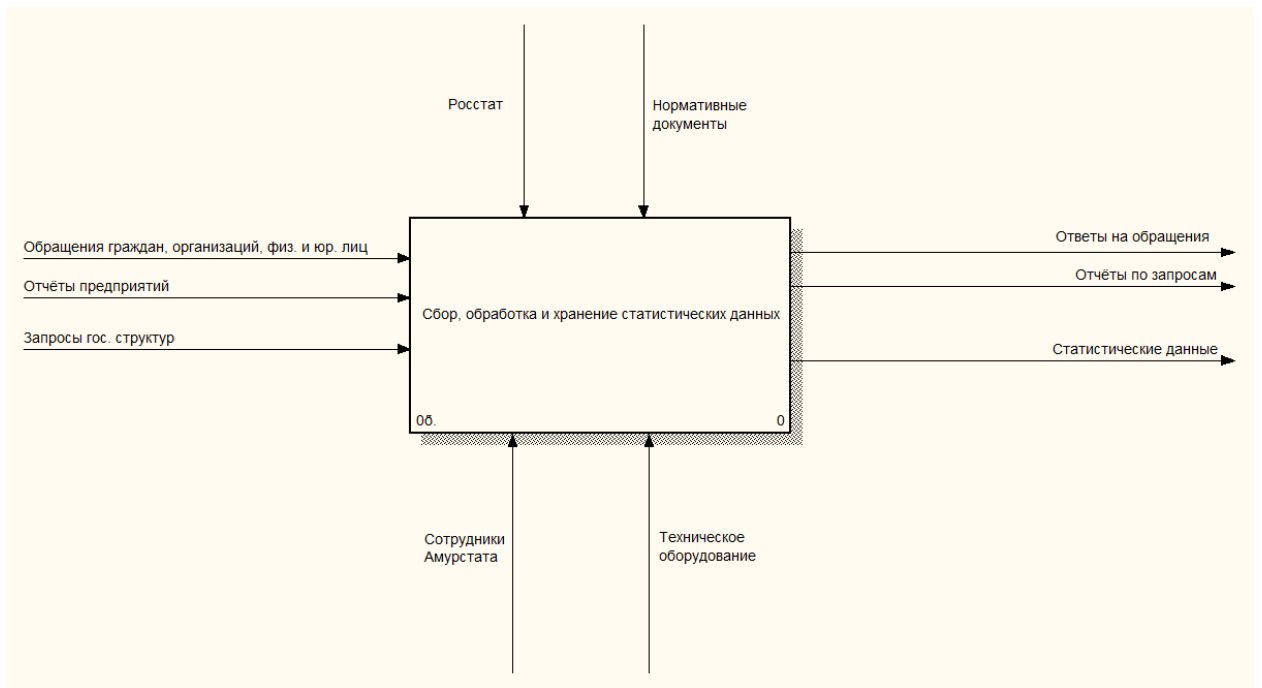 Росстат
Нормативные
документы
Обращения граждан, организаций, физ. и юр. лиц
Отчёты предприятий
Запросы гос. структур
Сбор, обработка и хранение статистических данных
0б.
0
Ответы на обращения
Отчёты по запросам
Статистические данные
Сотрудники
Амурстата
Техническое
оборудование